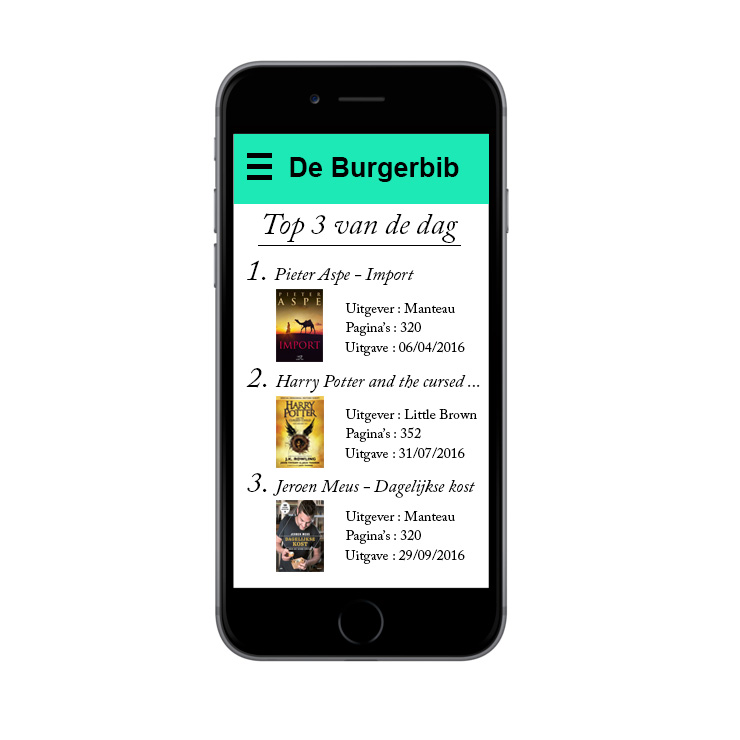 De Burgerbib
Top 3 van de dag
1. Pieter Aspe - Import
PIETER
ASPE
IMPORT
Uitgever : Manteau
Pagina's : 320
Uitgave : 06/04/2016
2. Harry Potter and the cursed ...
HARRY
POTTER
J.K. ROWLING
Uitgever : Little Brown
Pagina's : 352
Uitgave : 31/07/2016
3. Jeroen Meus - Dagelijkse kost
JEROEN MEUS
DAGELIJKSE
KOST
Uitgever : Manteau
Pagina's : 320
Uitgave : 29/09/2016